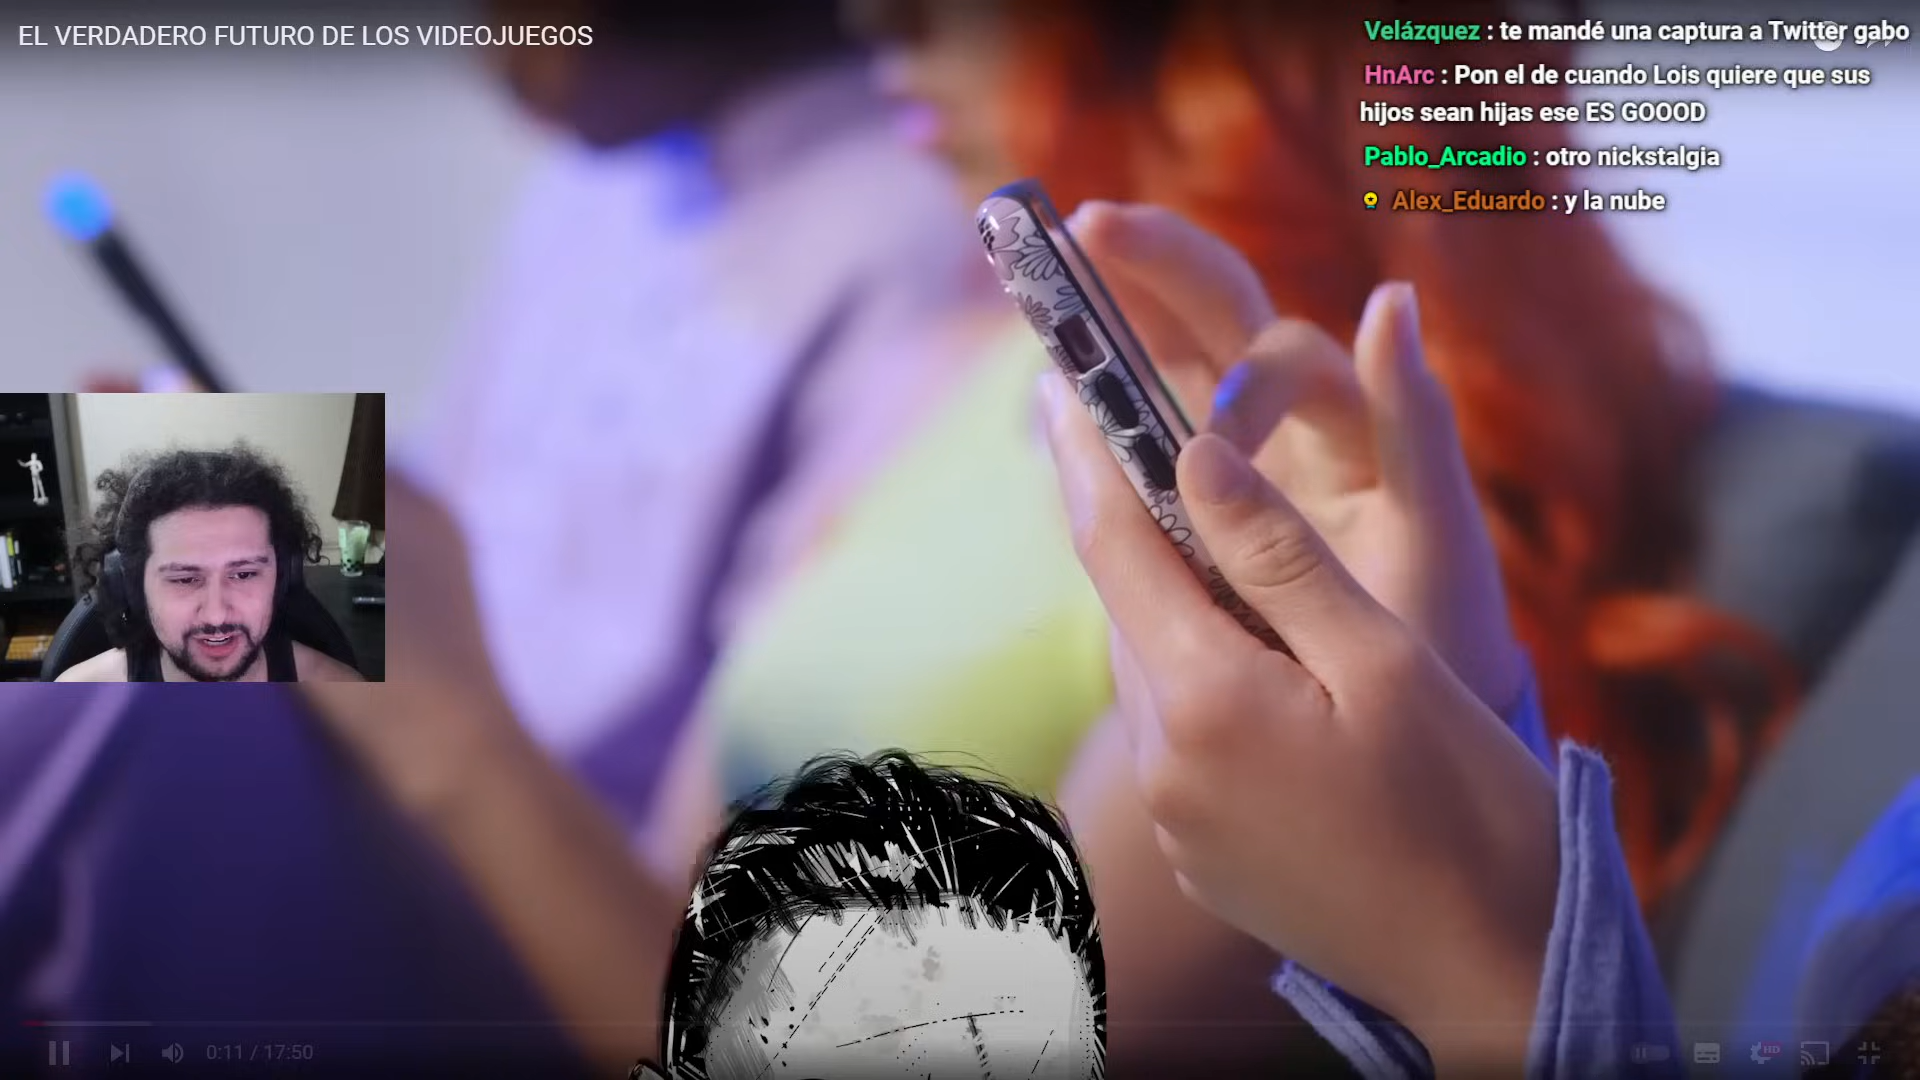 EL VERDADERO FUTURO DE LOS VIDEOJUEGOS
Velázquez : te mandé una captura a Twitter gabo
HnArc : Pon el de cuando Lois quiere que sus
hijos sean hijas ese ES GOOOD
Pablo_Arcadio : otro nickstalgia
Alex_Eduardo : y la nube
0:11 / 17:50
HD